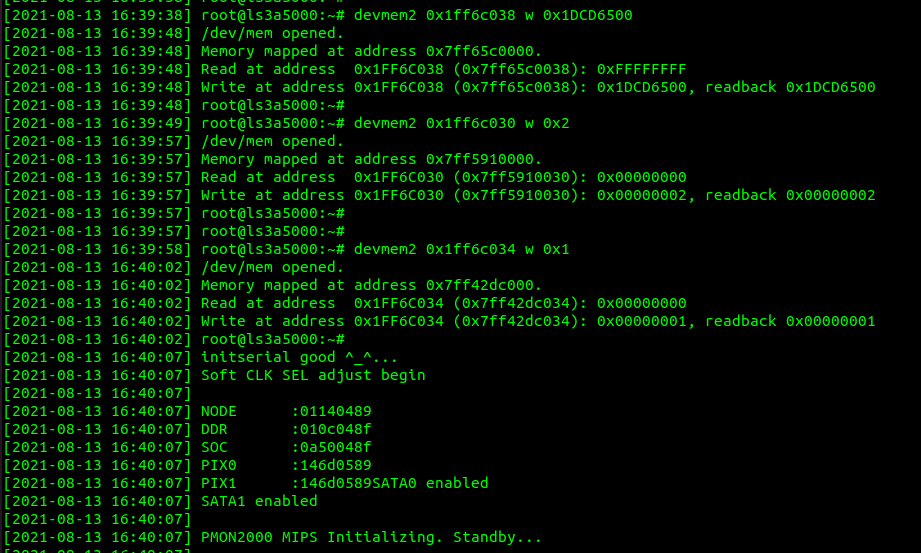 [2021-08-13 16:39:48] root@ls3a5000:~# devmem2 0x1ff6c038 w 0x1DCD6500
[2021-08-13 16:39:48] /dev/mem opened.
[2021-08-13 16:39:48] Memory mapped at address 0x7ff65c0000.
[2021-08-13 16:39:48] Read at address  0x1FF6C038 (0x7ff65c0038): 0xFFFFFFFF
[2021-08-13 16:39:48] Write at address 0x1FF6C038 (0x7ff65c0038): 0x1DCD6500, readback 0x1DCD6500
[2021-08-13 16:39:48] root@ls3a5000:~#
[2021-08-13 16:39:49] root@ls3a5000:~# devmem2 0x1ff6c030 w 0x2
[2021-08-13 16:39:57] /dev/mem opened.
[2021-08-13 16:39:57] Memory mapped at address 0x7ff5910000.
[2021-08-13 16:39:57] Read at address  0x1FF6C030 (0x7ff5910030): 0x00000000
[2021-08-13 16:39:57] Write at address 0x1FF6C030 (0x7ff5910030): 0x00000002, readback 0x00000002
[2021-08-13 16:39:57] root@ls3a5000:~#
[2021-08-13 16:39:57] root@ls3a5000:~#
[2021-08-13 16:39:58] root@ls3a5000:~# devmem2 0x1ff6c034 w 0x1
[2021-08-13 16:40:02] /dev/mem opened.
[2021-08-13 16:40:02] Memory mapped at address 0x7ff42dc000.
[2021-08-13 16:40:02] Read at address  0x1FF6C034 (0x7ff42dc034): 0x00000000
[2021-08-13 16:40:02] Write at address 0x1FF6C034 (0x7ff42dc034): 0x00000001, readback 0x00000001
[2021-08-13 16:40:02] root@ls3a5000:~#
[2021-08-13 16:40:07] initserial good ^_^...
[2021-08-13 16:40:07] Soft CLK SEL adjust begin
[2021-08-13 16:40:07]
[2021-08-13 16:40:07] NODE      :01140489
[2021-08-13 16:40:07] DDR       :010c048f
[2021-08-13 16:40:07] SOC       :0a50048f
[2021-08-13 16:40:07] PIX0      :146d0589
[2021-08-13 16:40:07] PIX1      :146d0589SATA0 enabled
[2021-08-13 16:40:07] SATA1 enabled
[2021-08-13 16:40:07]
[2021-08-13 16:40:07] PMON2000 MIPS Initializing. Standby...
[2021-08-13 16:40:07]